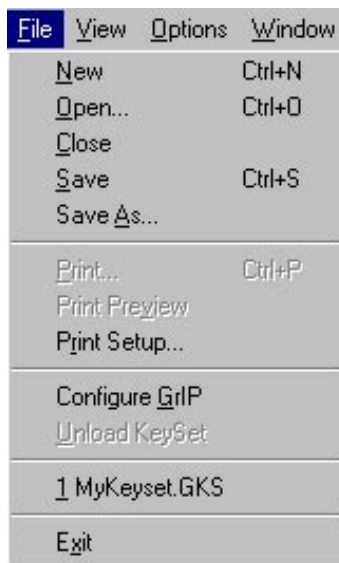 File View Options Window
New Ctrl+N
Open... Ctrl+O
Close
Save Ctrl+S
Save As...
Print... Ctrl+P
Print Preview
Print Setup...
Configure GrIP
Unload KeySet
1 MyKeyset.GKS
Exit